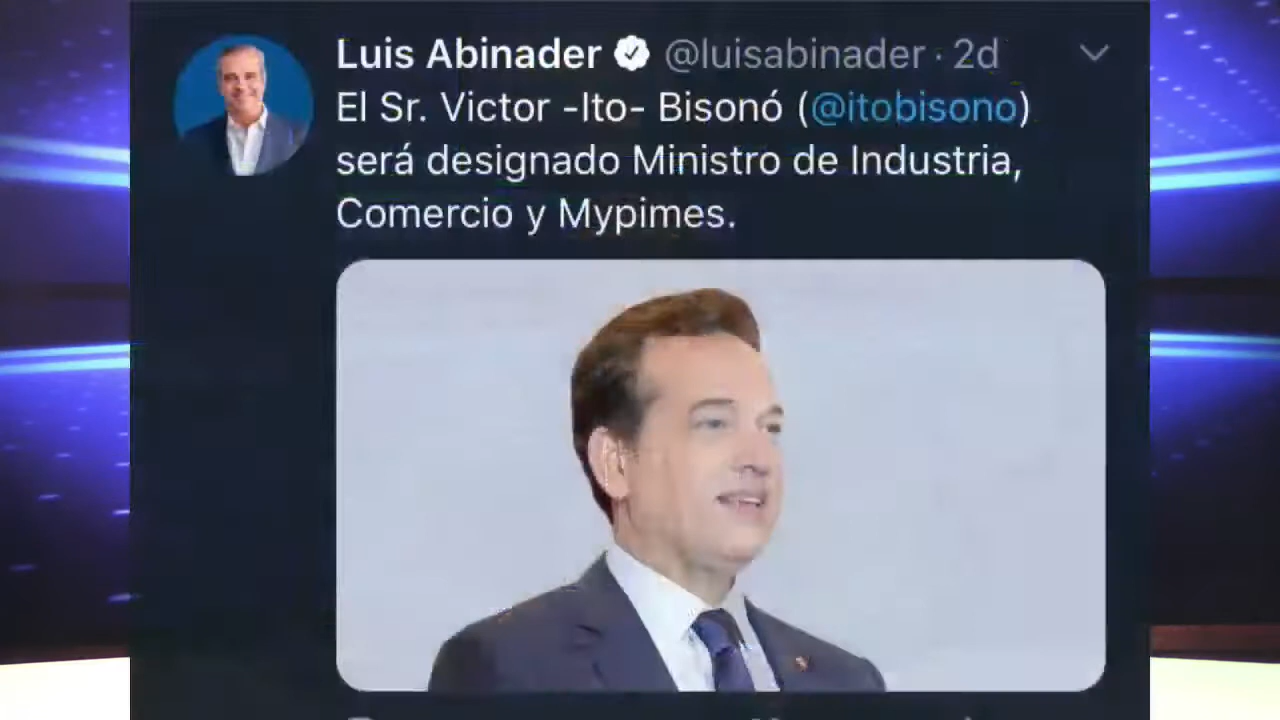 Luis Abinader @luisabinader · 2d
El Sr. Victor -Ito- Bisonó (@itobisono)
será designado Ministro de Industria,
Comercio y Mypimes.